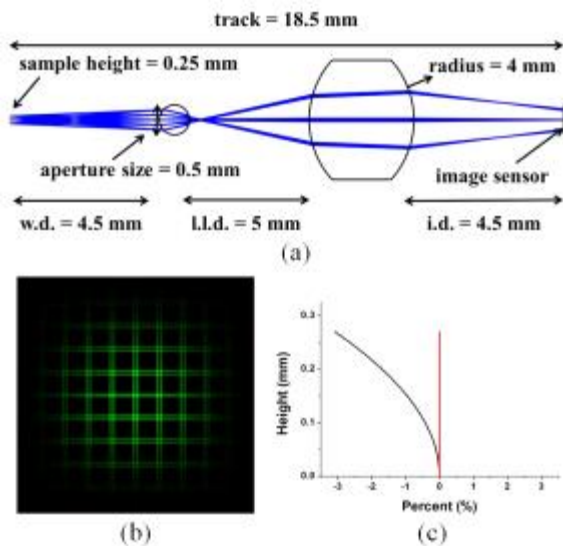 track = 18.5 mm
sample height = 0.25 mm
radius = 4 mm
aperture size = 0.5 mm
image sensor
w.d. = 4.5 mm
l.l.d. = 5 mm
i.d. = 4.5 mm
(a)
0.3
0.2
0.1
0.0
Height (mm)
-3 -2 -1 0 1 2 3
Percent (%)
(b)
(c)